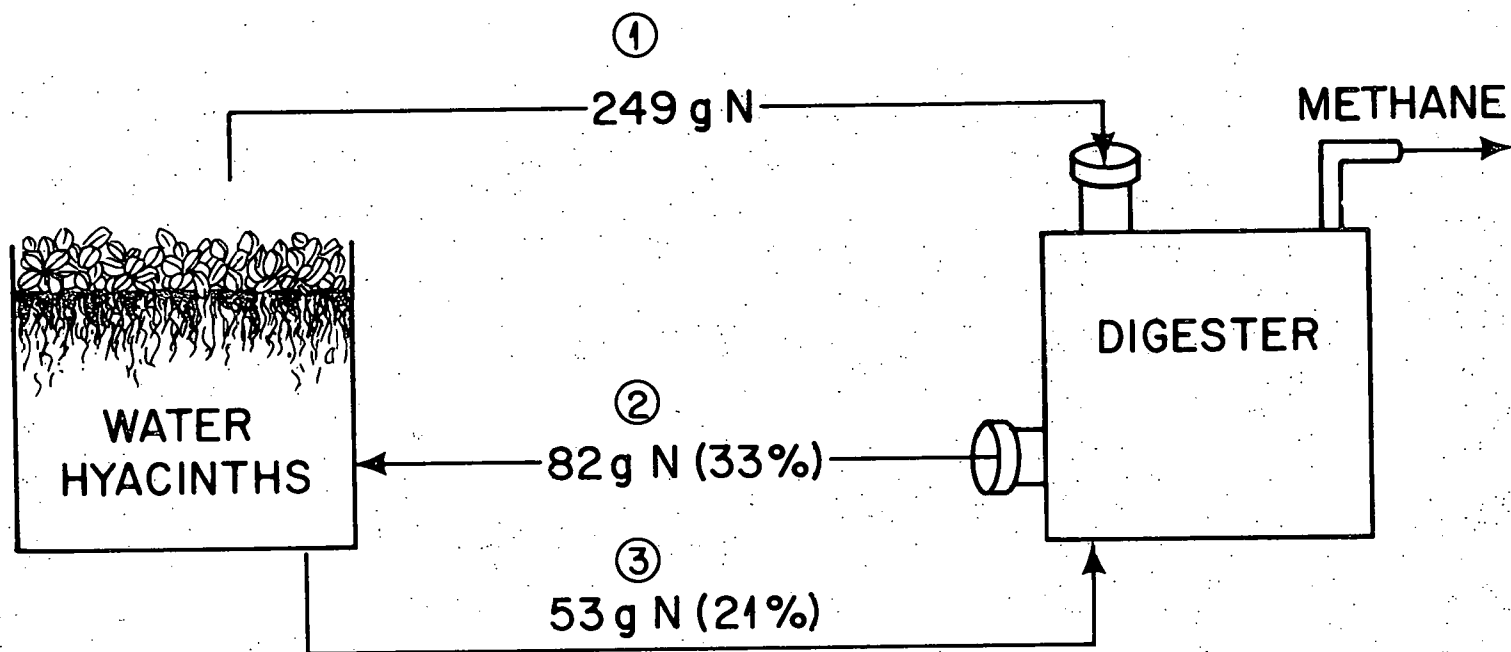 ①
249 g N
METHANE
DIGESTER
②
82 g N (33%)
WATER
HYACINTHS
③
53 g N (21%)